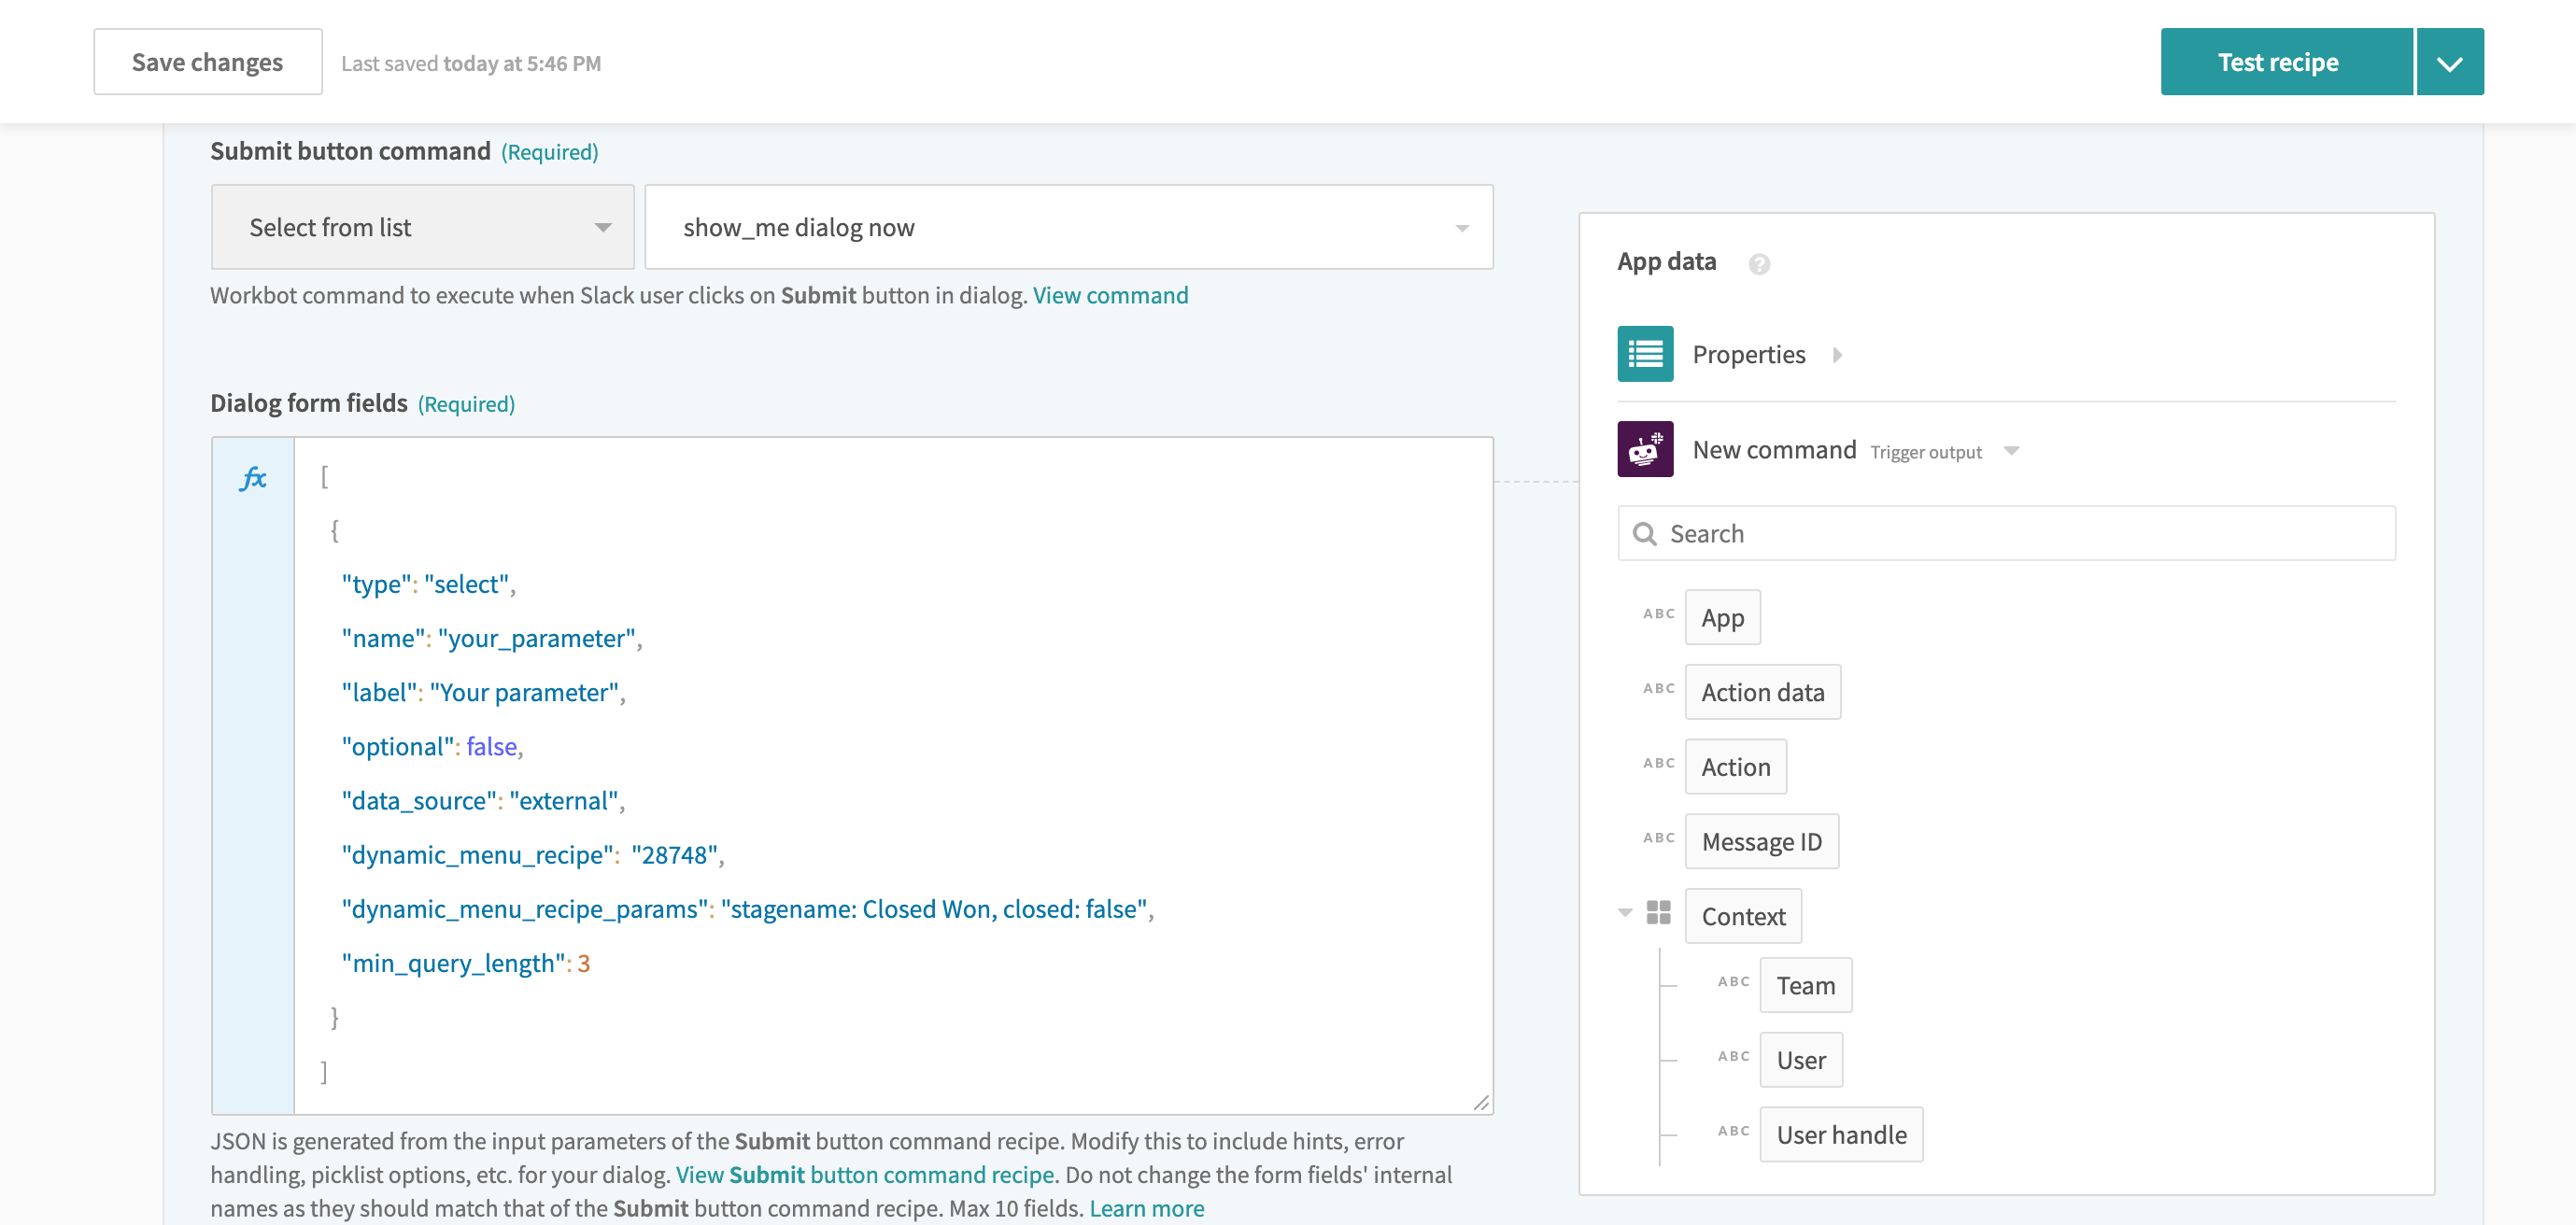 Save changes
Last saved today at 5:46 PM
Test recipe
Submit button command (Required)
Select from list
show_me dialog now
Workbot command to execute when Slack user clicks on Submit button in dialog. View command
Dialog form fields (Required)
fx
[
{
"type": "select",
"name": "your_parameter",
"label": "Your parameter",
"optional": false,
"data_source": "external",
"dynamic_menu_recipe": "28748",
"dynamic_menu_recipe_params": "stagename: Closed Won, closed: false",
"min_query_length": 3
}
]
JSON is generated from the input parameters of the Submit button command recipe. Modify this to include hints, error
handling, picklist options, etc. for your dialog. View Submit button command recipe. Do not change the form fields' internal
names as they should match that of the Submit button command recipe. Max 10 fields. Learn more
App data ?
Properties
New command Trigger output
Search
ABC App
ABC Action data
ABC Action
ABC Message ID
Context
ABC Team
ABC User
ABC User handle